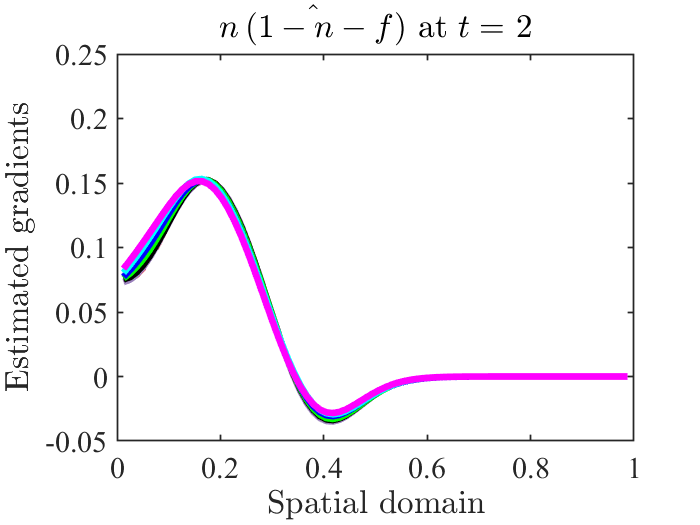 n (1 − ^n − f) at t = 2
0.25
0.2
0.15
0.1
0.05
0
-0.05
Estimated gradients
0 0.2 0.4 0.6 0.8 1
Spatial domain